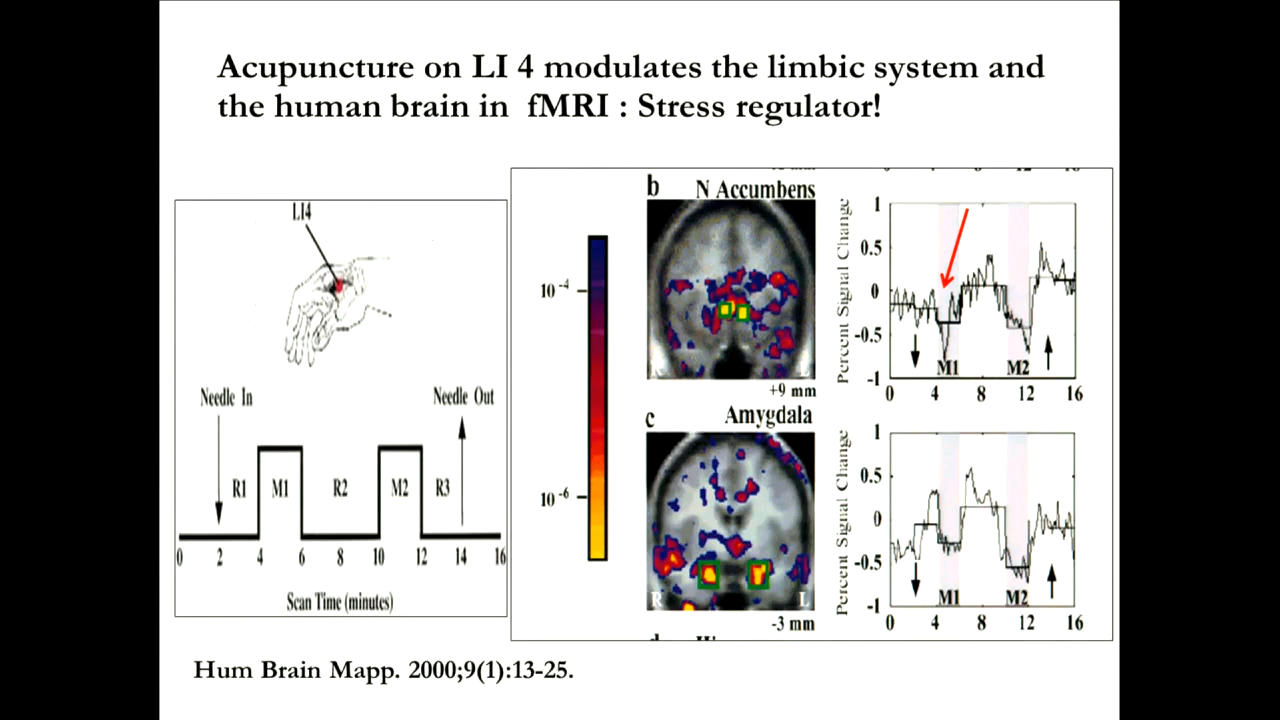 Acupuncture on LI 4 modulates the limbic system and
the human brain in fMRI : Stress regulator!
LI4
Needle In
Needle Out
R1 M1 R2 M2 R3
0 2 4 6 8 10 12 14 16
Scan Time (minutes)
10-4
10-6
b N Accumbens
+9 mm
Percent Signal Change
1
0.5
0
-0.5
-1
M1 M2
0 4 8 12 16
c Amygdala
R L
-3 mm
Percent Signal Change
1
0.5
0
-0.5
-1
M1 M2
0 4 8 12 16
Hum Brain Mapp. 2000;9(1):13-25.